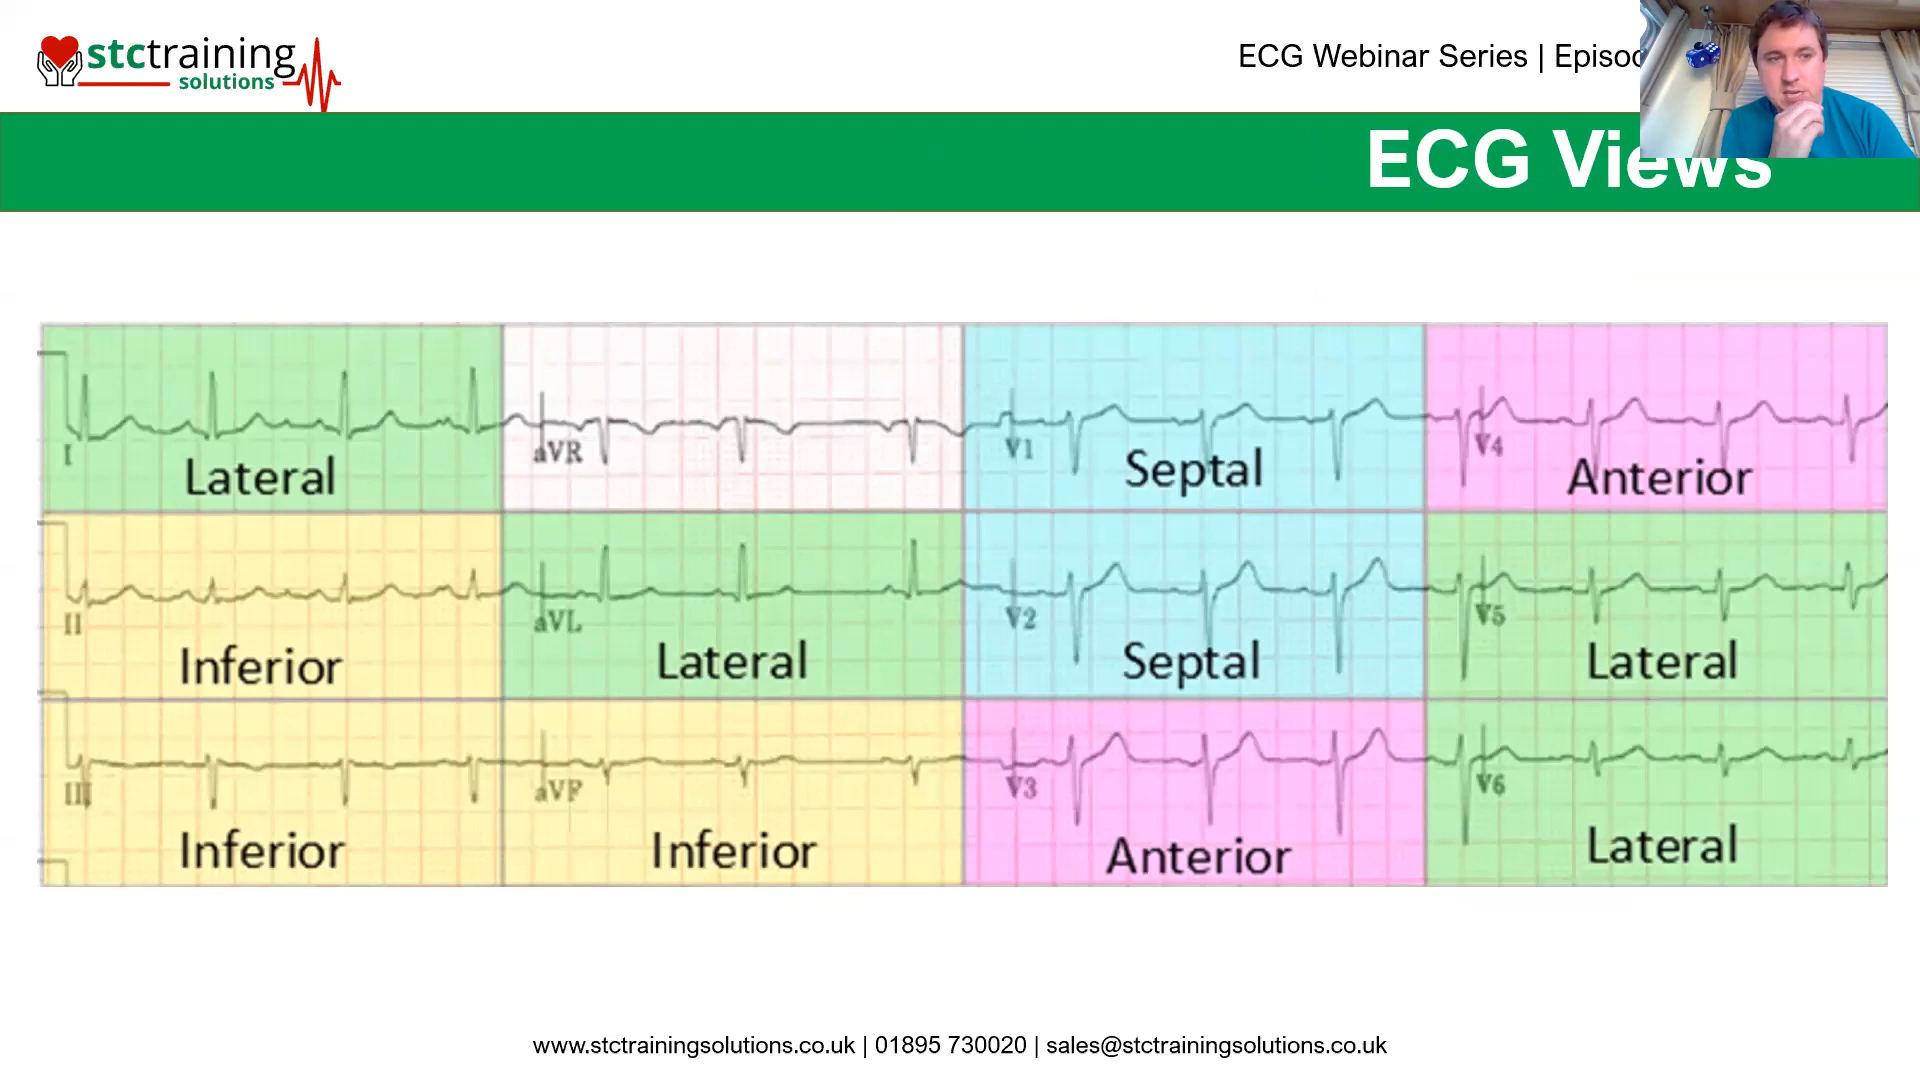 stctraining
solutions
ECG Webinar Series | Episo
ECG Views
I
Lateral
aVR
V1
Septal
V4
Anterior
II
Inferior
aVL
Lateral
V2
Septal
V5
Lateral
III
Inferior
aVF
Inferior
V3
Anterior
V6
Lateral
www.stctrainingsolutions.co.uk | 01895 730020 | sales@stctrainingsolutions.co.uk